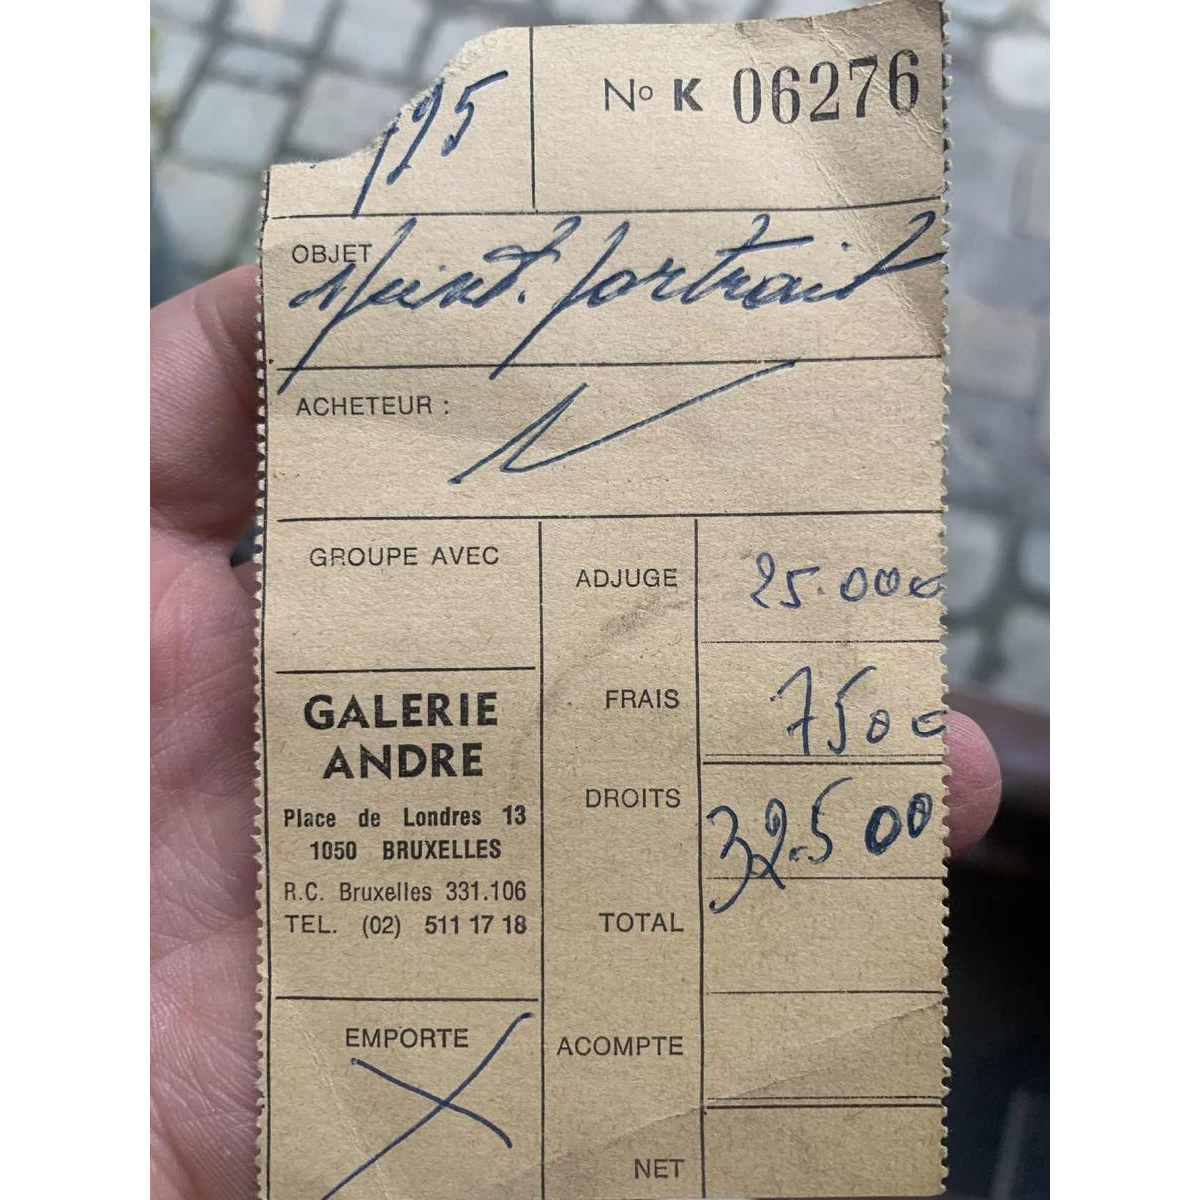 195
No K 06276
OBJET
Peint. portrait
ACHETEUR :
GROUPE AVEC
ADJUGE 25.000
FRAIS 7500
GALERIE
ANDRE
DROITS 32.500
Place de Londres 13
1050 BRUXELLES
R.C. Bruxelles 331.106
TEL. (02) 511 17 18
TOTAL
EMPORTE X
ACOMPTE
NET